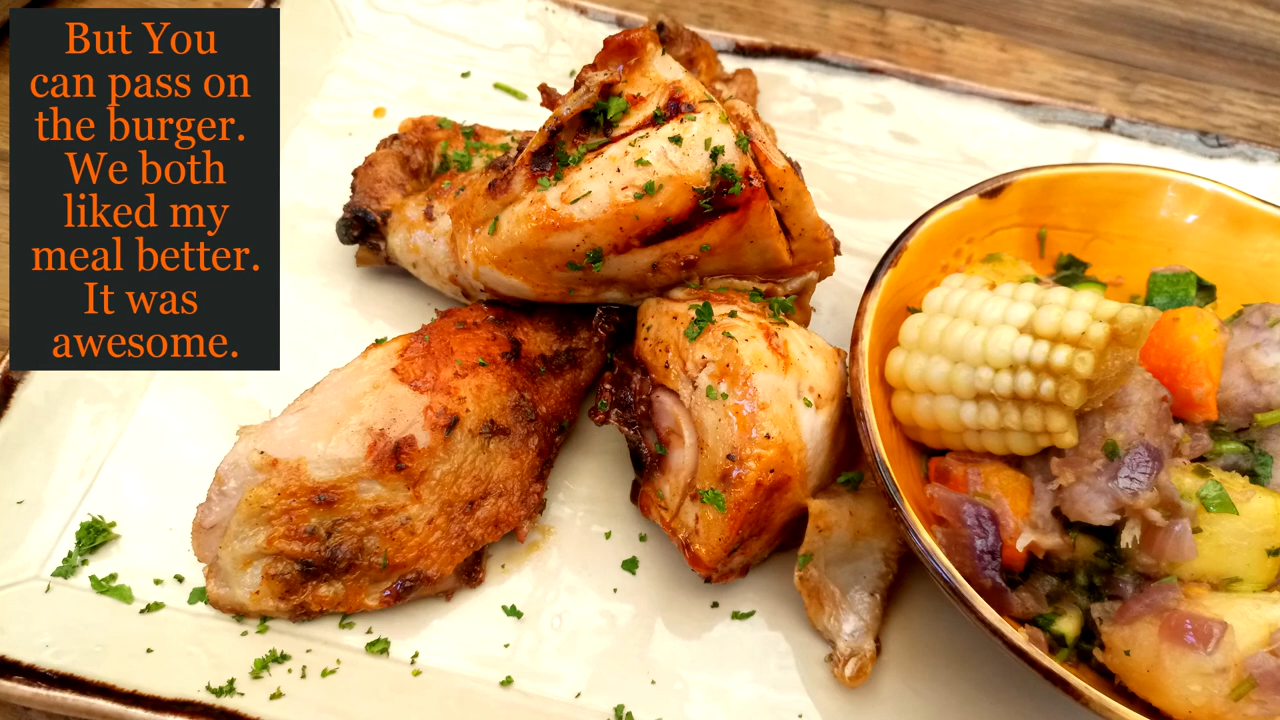 But You
can pass on
the burger.
We both
liked my
meal better.
It was
awesome.